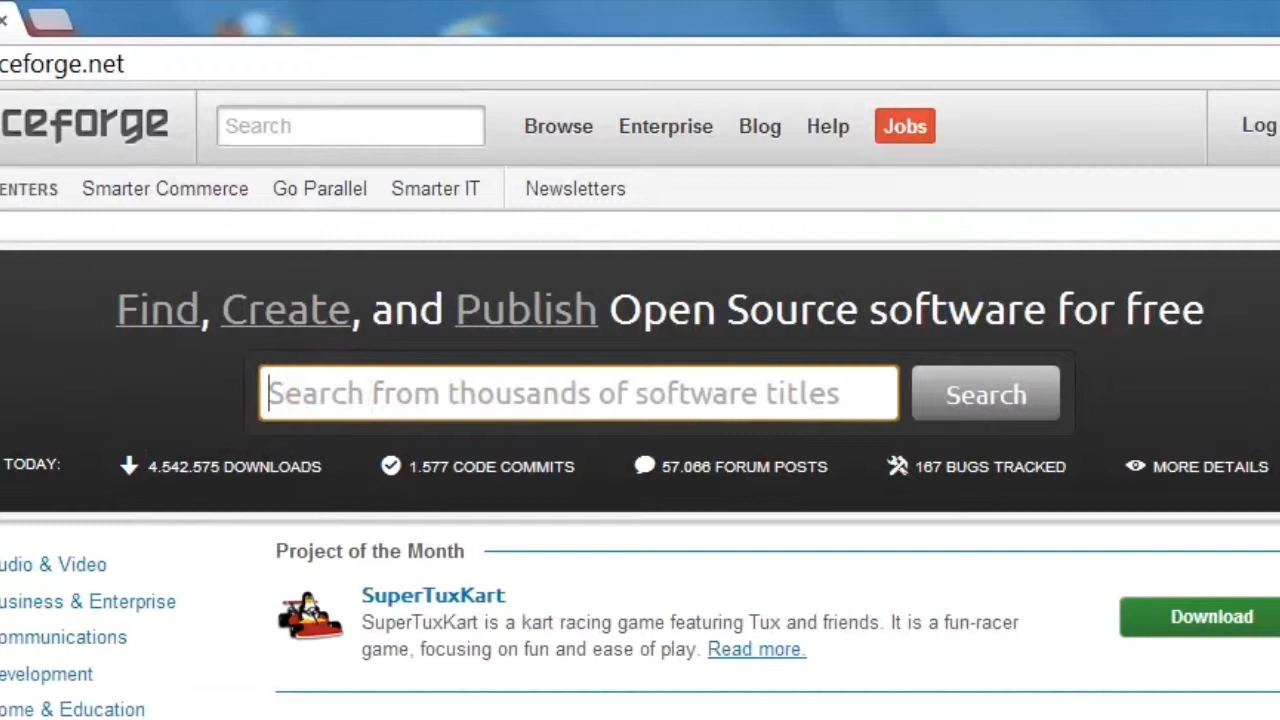 ceforge.net
ceforge
Search
Browse
Enterprise
Blog
Help
Jobs
Log
ENTERS
Smarter Commerce
Go Parallel
Smarter IT
Newsletters
Find, Create, and Publish Open Source software for free
Search from thousands of software titles
Search
TODAY:
4.542.575 DOWNLOADS
1.577 CODE COMMITS
57.066 FORUM POSTS
167 BUGS TRACKED
MORE DETAILS
udio & Video
usiness & Enterprise
ommunications
evelopment
ome & Education
Project of the Month
SuperTuxKart
SuperTuxKart is a kart racing game featuring Tux and friends. It is a fun-racer
game, focusing on fun and ease of play. Read more.
Download